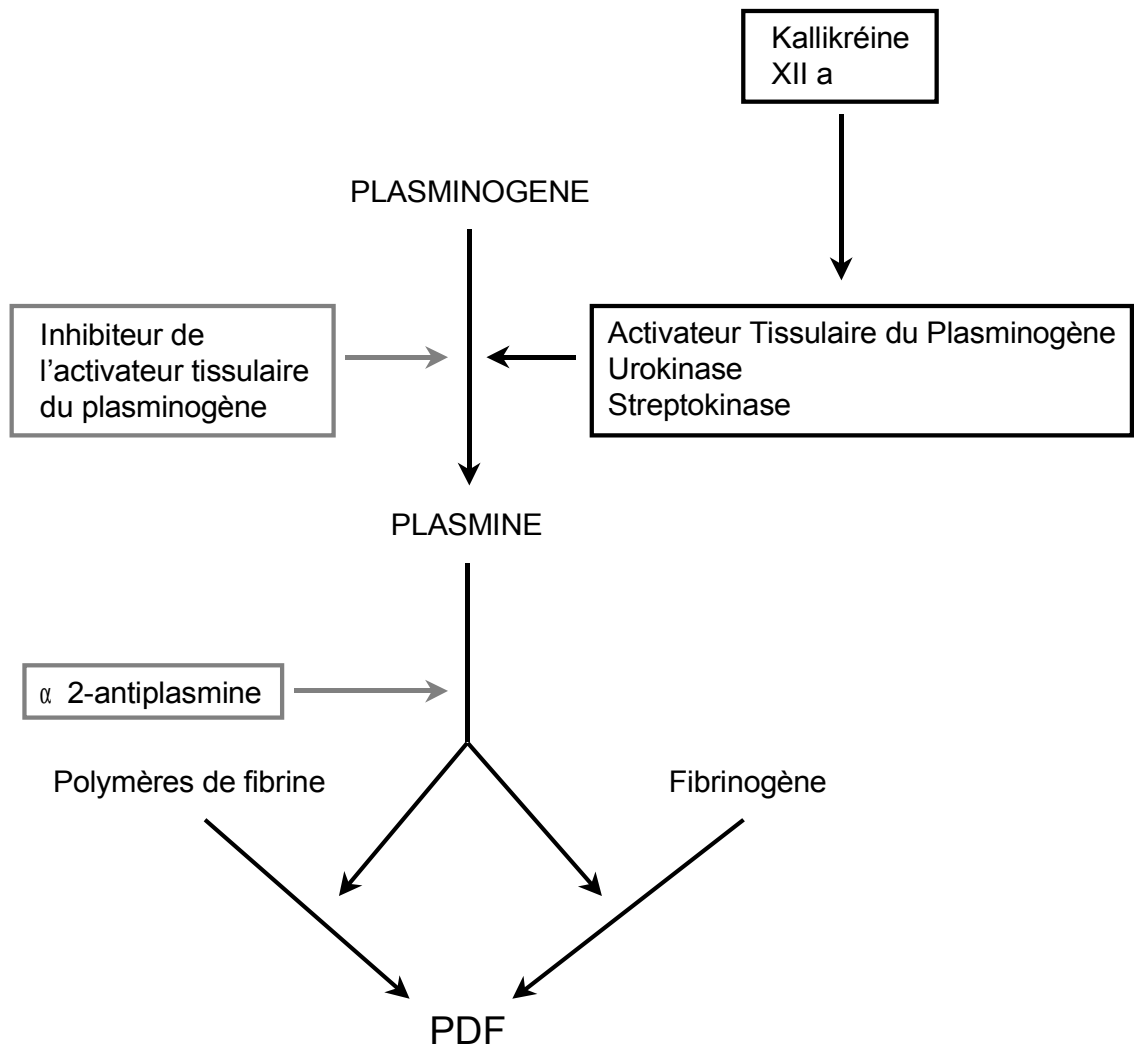 Kallikréine
XII a
PLASMINOGENE
Inhibiteur de
l’activateur tissulaire
du plasminogène
Activateur Tissulaire du Plasminogène
Urokinase
Streptokinase
PLASMINE
α 2-antiplasmine
Polymères de fibrine
Fibrinogène
PDF